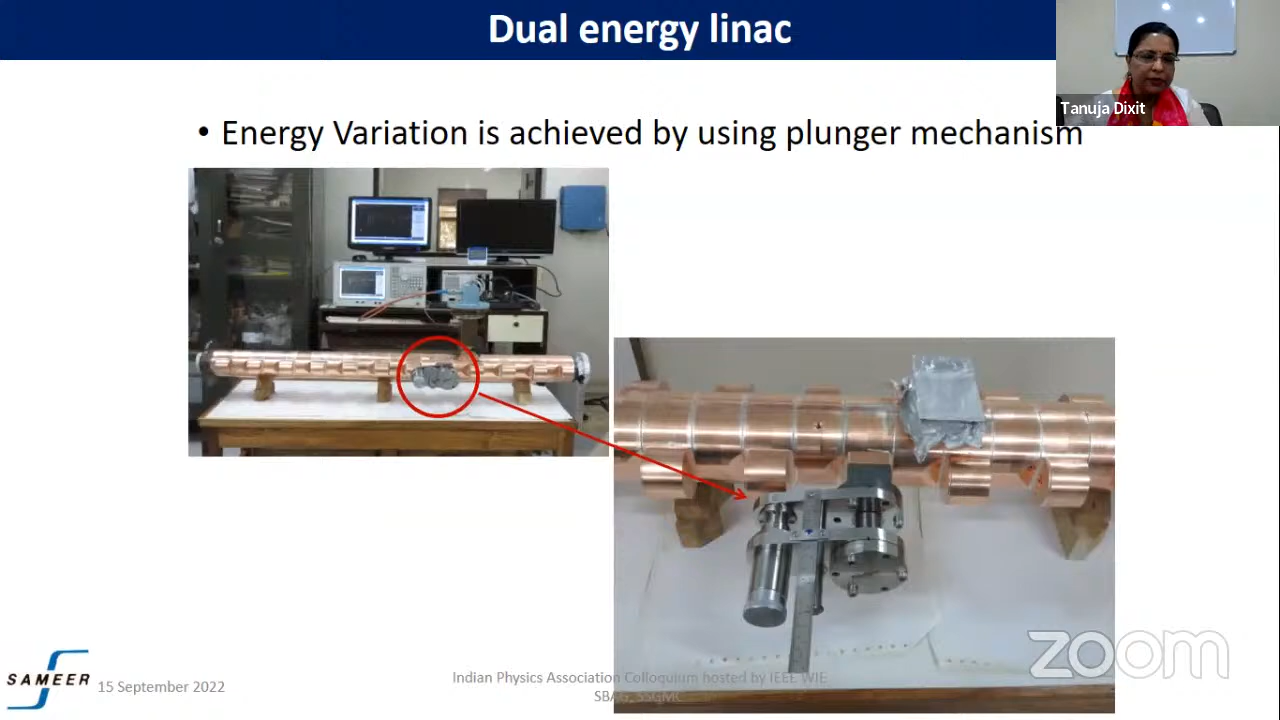 Dual energy linac
Tanuja Dixit
• Energy Variation is achieved by using plunger mechanism
zoom
SAMEER
15 September 2022
Indian Physics Association Colloquium hosted by IEEE WIE